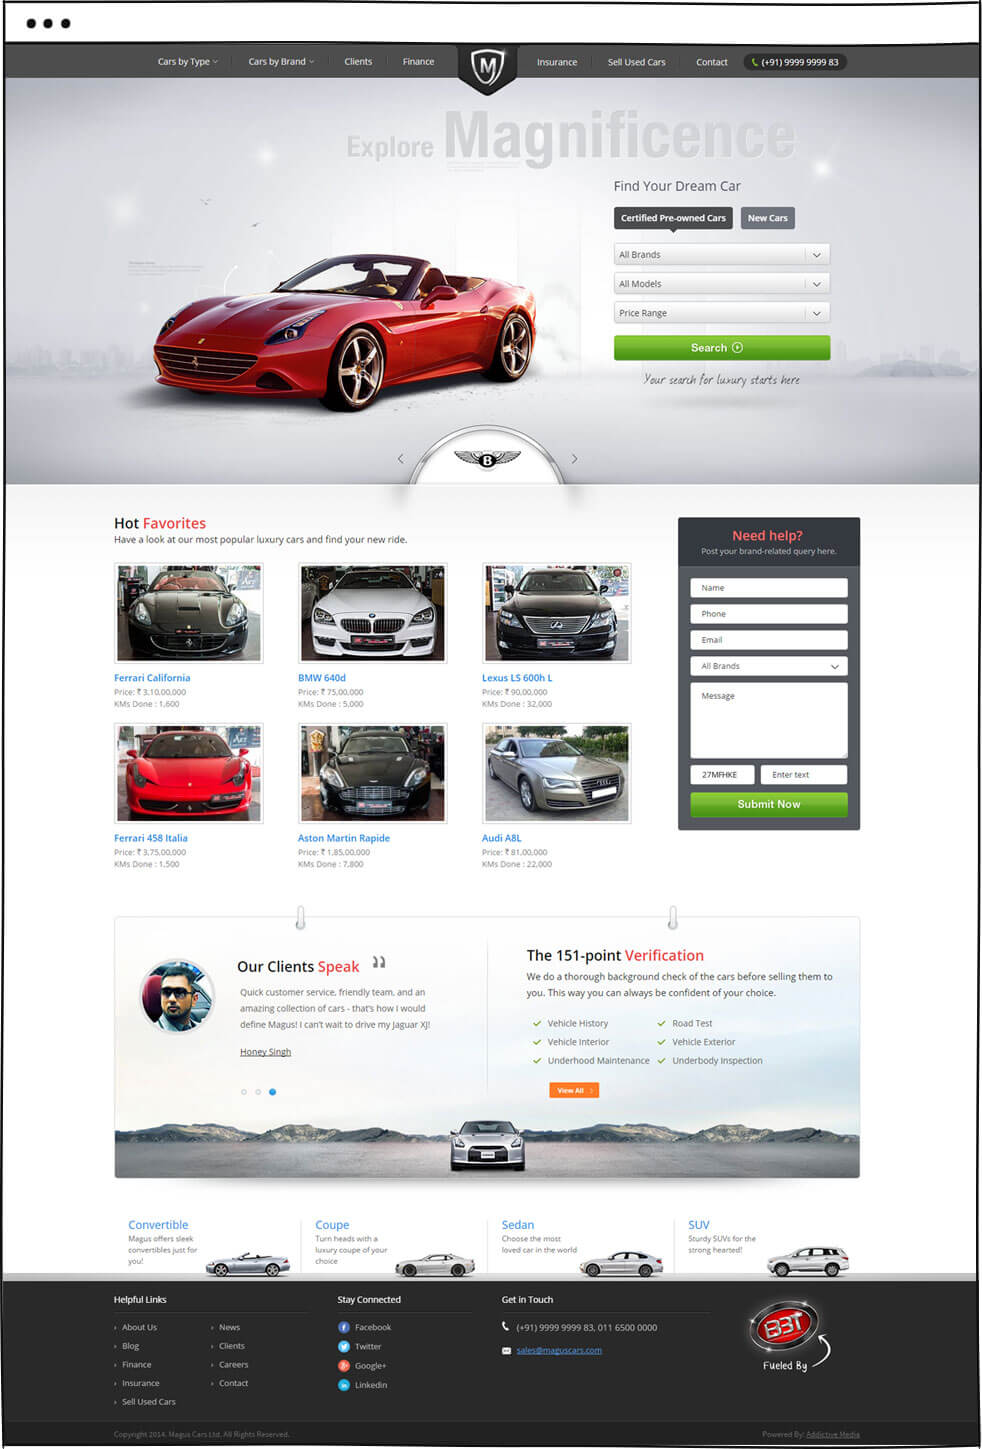 Cars by Type
Cars by Brand
Clients
Finance
M
Insurance
Sell Used Cars
Contact
(+91) 9999 9999 83
Explore Magnificence
Find Your Dream Car
Certified Pre-owned Cars
New Cars
All Brands
All Models
Price Range
Search
Your search for luxury starts here
B
Hot Favorites
Have a look at our most popular luxury cars and find your new ride.
Ferrari California
Price: ₹ 3,10,00,000
KMs Done : 1,600
BMW 640d
Price: ₹ 75,00,000
KMs Done : 5,000
Lexus LS 600h L
Price: ₹ 90,00,000
KMs Done : 32,000
Ferrari 458 Italia
Price: ₹ 3,75,00,000
KMs Done : 1,500
Aston Martin Rapide
Price: ₹ 1,85,00,000
KMs Done : 7,800
Audi A8L
Price: ₹ 81,00,000
KMs Done : 22,000
Need help?
Post your brand-related query here.
Name
Phone
Email
All Brands
Message
27MFHKE
Enter text
Submit Now
Our Clients Speak
Quick customer service, friendly team, and an
amazing collection of cars - that's how I would
define Magus! I can't wait to drive my Jaguar XJ!
Honey Singh
The 151-point Verification
We do a thorough background check of the cars before selling them to
you. This way you can always be confident of your choice.
Vehicle History
Road Test
Vehicle Interior
Vehicle Exterior
Underhood Maintenance
Underbody Inspection
View All
Convertible
Magus offers sleek
convertibles just for
you!
Coupe
Turn heads with a
luxury coupe of your
choice
Sedan
Choose the most
loved car in the world
SUV
Sturdy SUVs for the
strong hearted!
Helpful Links
About Us
Blog
Finance
Insurance
Sell Used Cars
News
Clients
Careers
Contact
Stay Connected
Facebook
Twitter
Google+
Linkedin
Get in Touch
(+91) 9999 9999 83, 011 6500 0000
sales@maguscars.com
BBT
Fueled By
Copyright 2014. Magus Cars Ltd. All Rights Reserved.
Powered By: Addictive Media